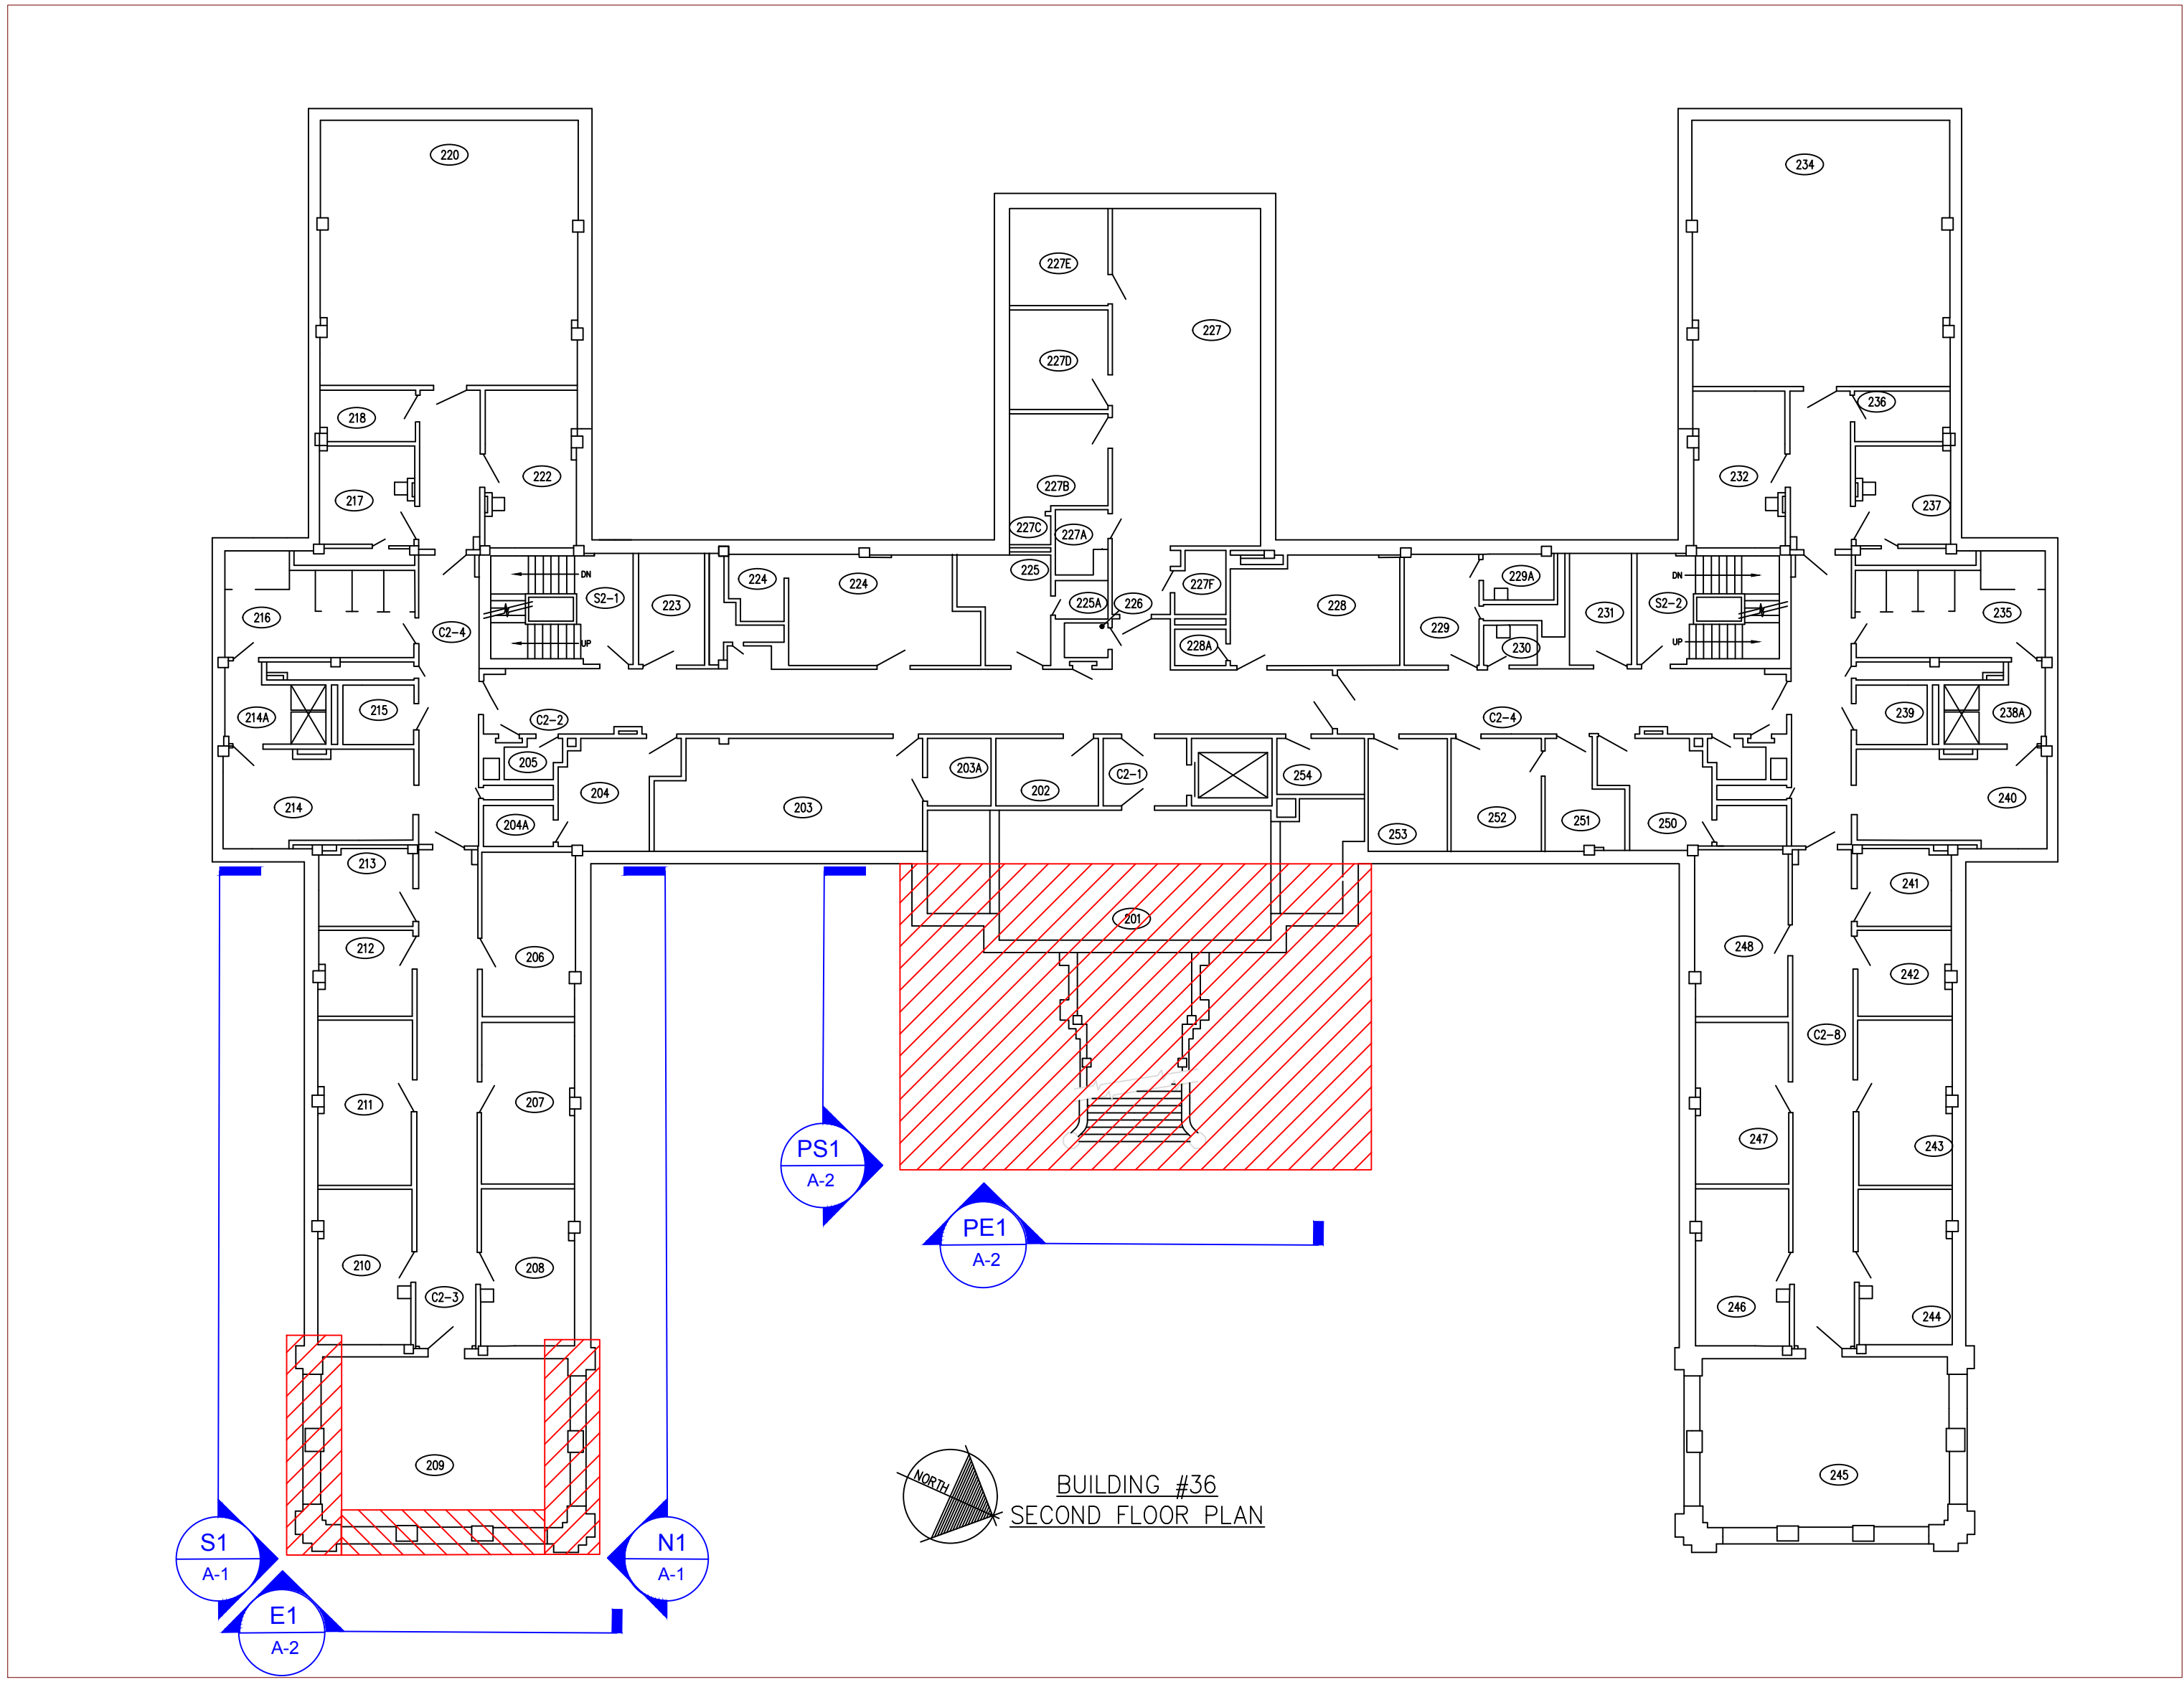 220
234
227E
227
227D
236
218
222
232
227B
217
237
227C
227A
DN
225
224
224
227F
229A
DN
S2-1
223
225A
226
228
231
S2-2
216
C2-4
229
235
UP
228A
230
UP
215
214A
C2-2
C2-4
239
238A
205
203A
C2-1
254
204
202
214
203
240
204A
252
251
250
253
213
241
201
212
206
248
242
C2-8
211
207
247
243
PS1
A-2
PE1
A-2
210
208
C2-3
246
244
209
245
NORTH
BUILDING #36
SECOND FLOOR PLAN
S1
A-1
N1
A-1
E1
A-2